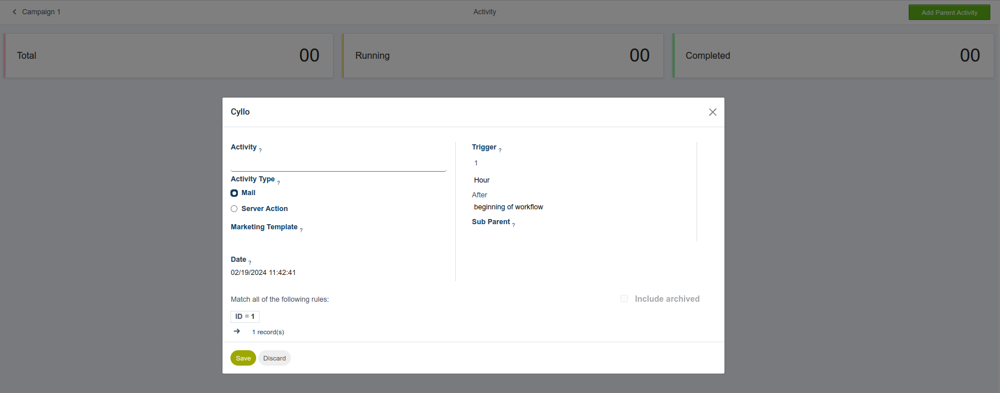 Campaign 1
Activity
Add Parent Activity
Total
00
Running
00
Completed
00
Cyllo
Activity ?
Activity Type ?
Mail
Server Action
Marketing Template ?
Date ?
02/19/2024 11:42:41
Trigger ?
1
Hour
After
beginning of workflow
Sub Parent ?
Match all of the following rules:
Include archived
ID = 1
1 record(s)
Save
Discard